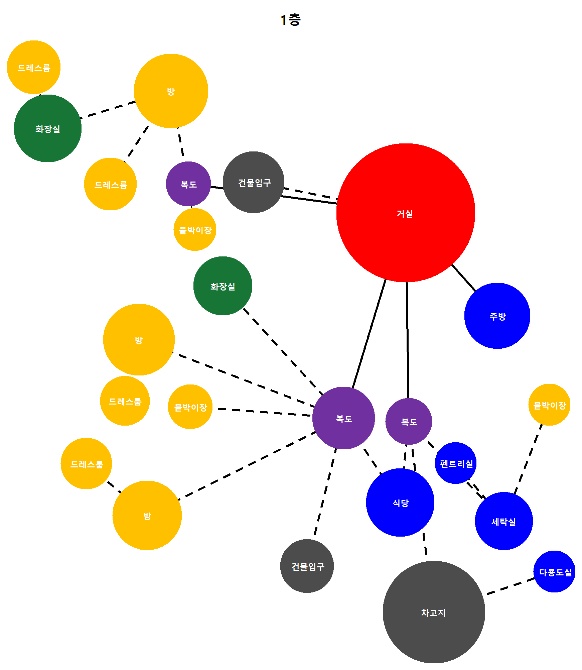 1층
드레스룸
방
화장실
드레스룸
복도
건물입구
붙박이장
거실
화장실
주방
방
드레스룸
붙박이장
복도
복도
붙박이장
드레스룸
펜트리실
방
식당
세탁실
건물입구
다용도실
차고지